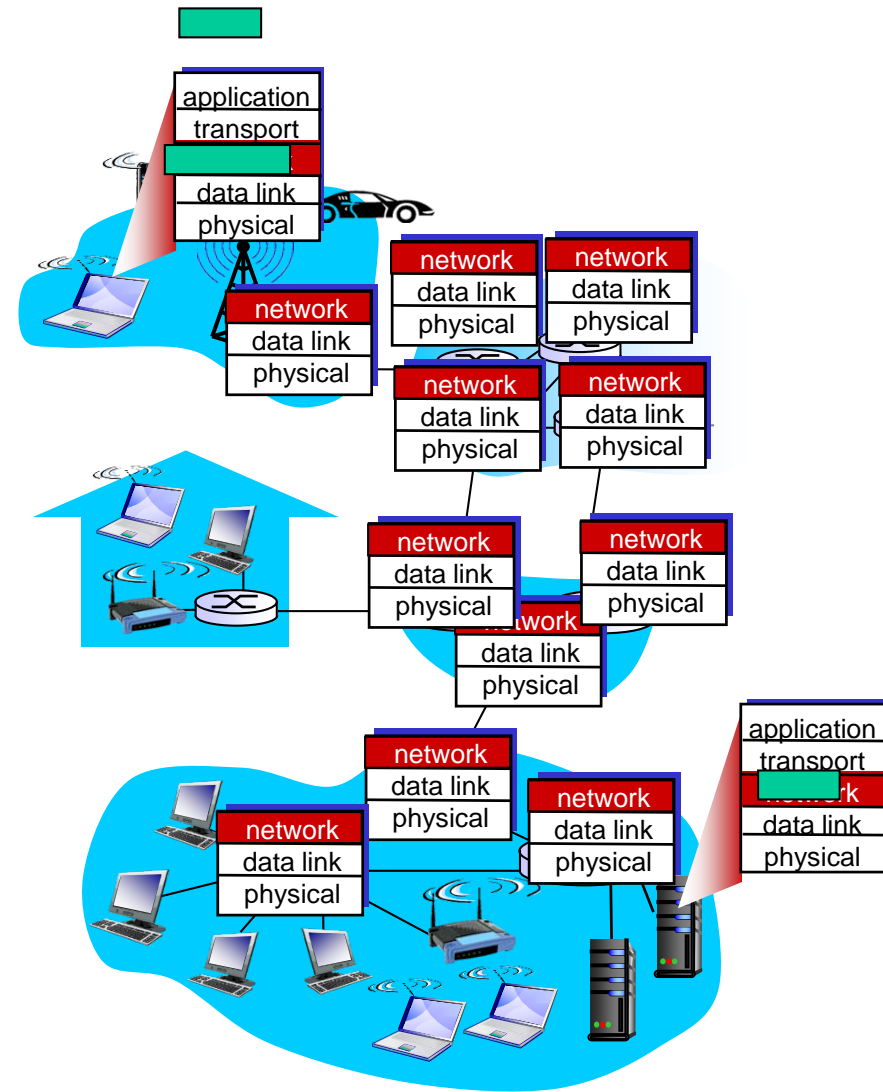 application
transport
data link
physical
network
data link
physical
network
data link
physical
network
data link
physical
network
data link
physical
network
data link
physical
network
data link
physical
network
data link
physical
network
data link
physical
network
data link
physical
network
data link
physical
network
data link
physical
application
transport
network
data link
physical